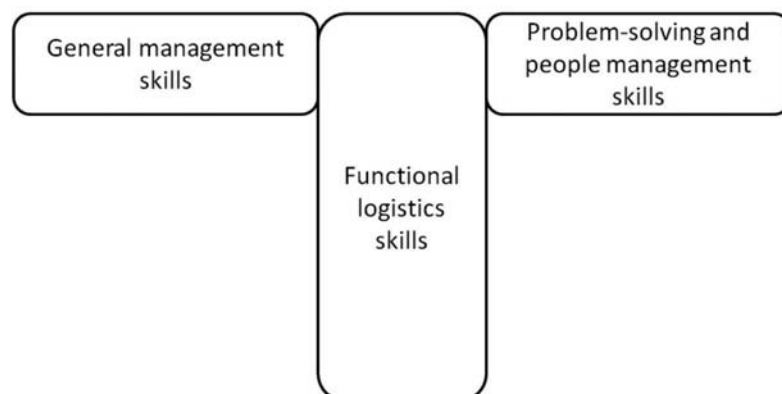 General management
skills
Problem-solving and
people management
skills
Functional
logistics
skills